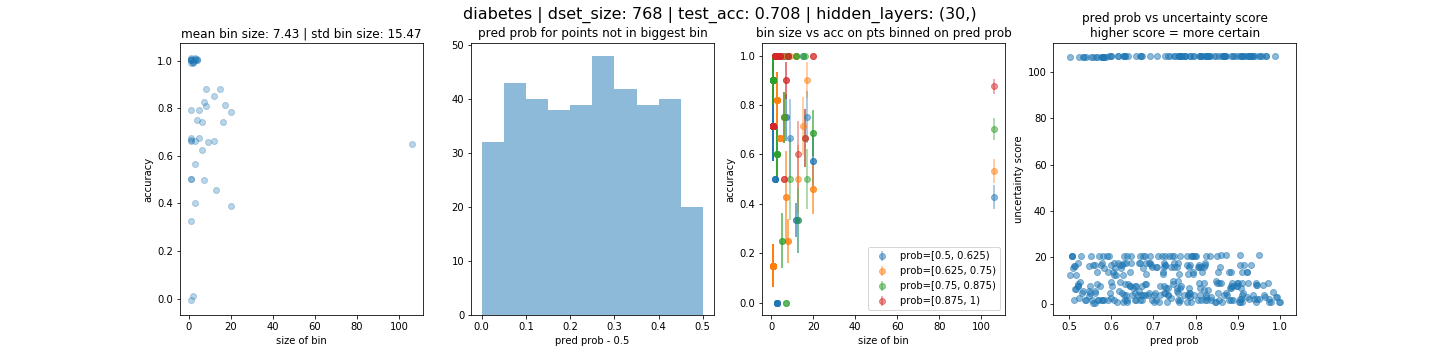 diabetes | dset_size: 768 | test_acc: 0.708 | hidden_layers: (30,)
mean bin size: 7.43 | std bin size: 15.47
accuracy
1.0
0.8
0.6
0.4
0.2
0.0
0 20 40 60 80 100
size of bin
pred prob for points not in biggest bin
50
40
30
20
10
0
0.0 0.1 0.2 0.3 0.4 0.5
pred prob - 0.5
bin size vs acc on pts binned on pred prob
accuracy
1.0
0.8
0.6
0.4
0.2
0.0
prob=[0.5, 0.625)
prob=[0.625, 0.75)
prob=[0.75, 0.875)
prob=[0.875, 1)
0 20 40 60 80 100
size of bin
pred prob vs uncertainty score
higher score = more certain
uncertainty score
100
80
60
40
20
0
0.5 0.6 0.7 0.8 0.9 1.0
pred prob